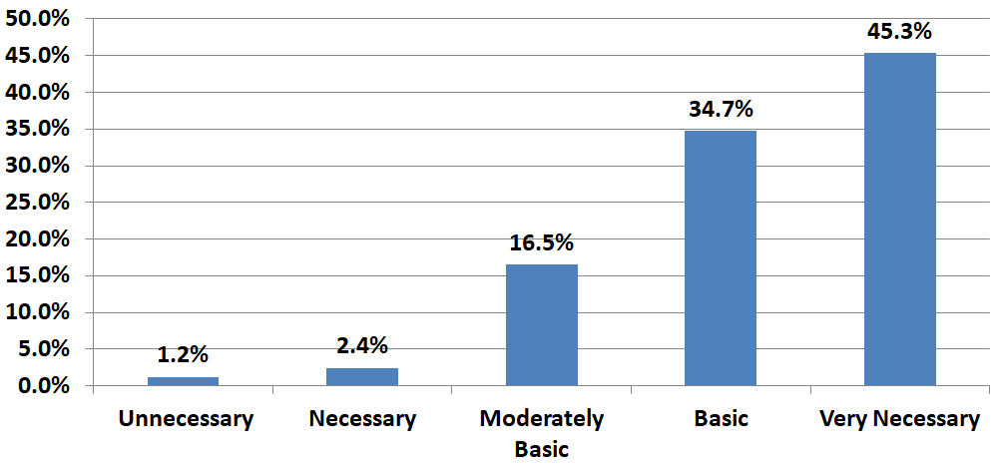 50.0%
45.0%
40.0%
35.0%
30.0%
25.0%
20.0%
15.0%
10.0%
5.0%
0.0%
1.2%
2.4%
16.5%
34.7%
45.3%
Unnecessary
Necessary
Moderately
Basic
Basic
Very Necessary